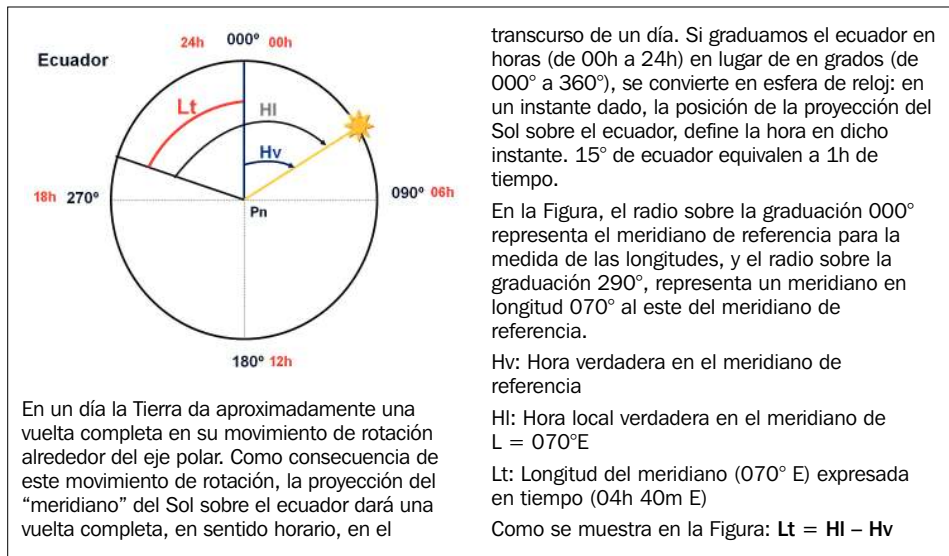 24h 000° 00h
Ecuador
Lt
Hl
Hv
18h 270°
Pn
090° 06h
180° 12h
En un día la Tierra da aproximadamente una
vuelta completa en su movimiento de rotación
alrededor del eje polar. Como consecuencia de
este movimiento de rotación, la proyección del
“meridiano” del Sol sobre el ecuador dará una
vuelta completa, en sentido horario, en el
transcurso de un día. Si graduamos el ecuador en
horas (de 00h a 24h) en lugar de en grados (de
000° a 360°), se convierte en esfera de reloj: en
un instante dado, la posición de la proyección del
Sol sobre el ecuador, define la hora en dicho
instante. 15° de ecuador equivalen a 1h de
tiempo.
En la Figura, el radio sobre la graduación 000°
representa el meridiano de referencia para la
medida de las longitudes, y el radio sobre la
graduación 290°, representa un meridiano en
longitud 070° al este del meridiano de
referencia.
Hv: Hora verdadera en el meridiano de
referencia
Hl: Hora local verdadera en el meridiano de
L = 070°E
Lt: Longitud del meridiano (070° E) expresada
en tiempo (04h 40m E)
Como se muestra en la Figura: Lt = Hl – Hv